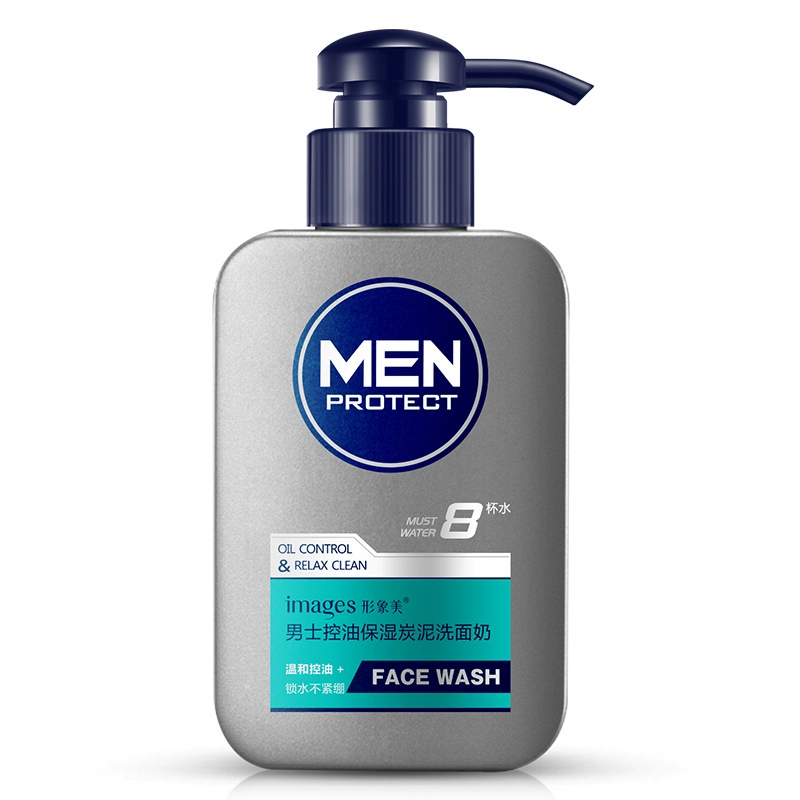 MEN
PROTECT
MUST
WATER 8 杯水
OIL CONTROL
& RELAX CLEAN
images 形象美®
男士控油保湿炭泥洗面奶
温和控油 +
锁水不紧绷
FACE WASH